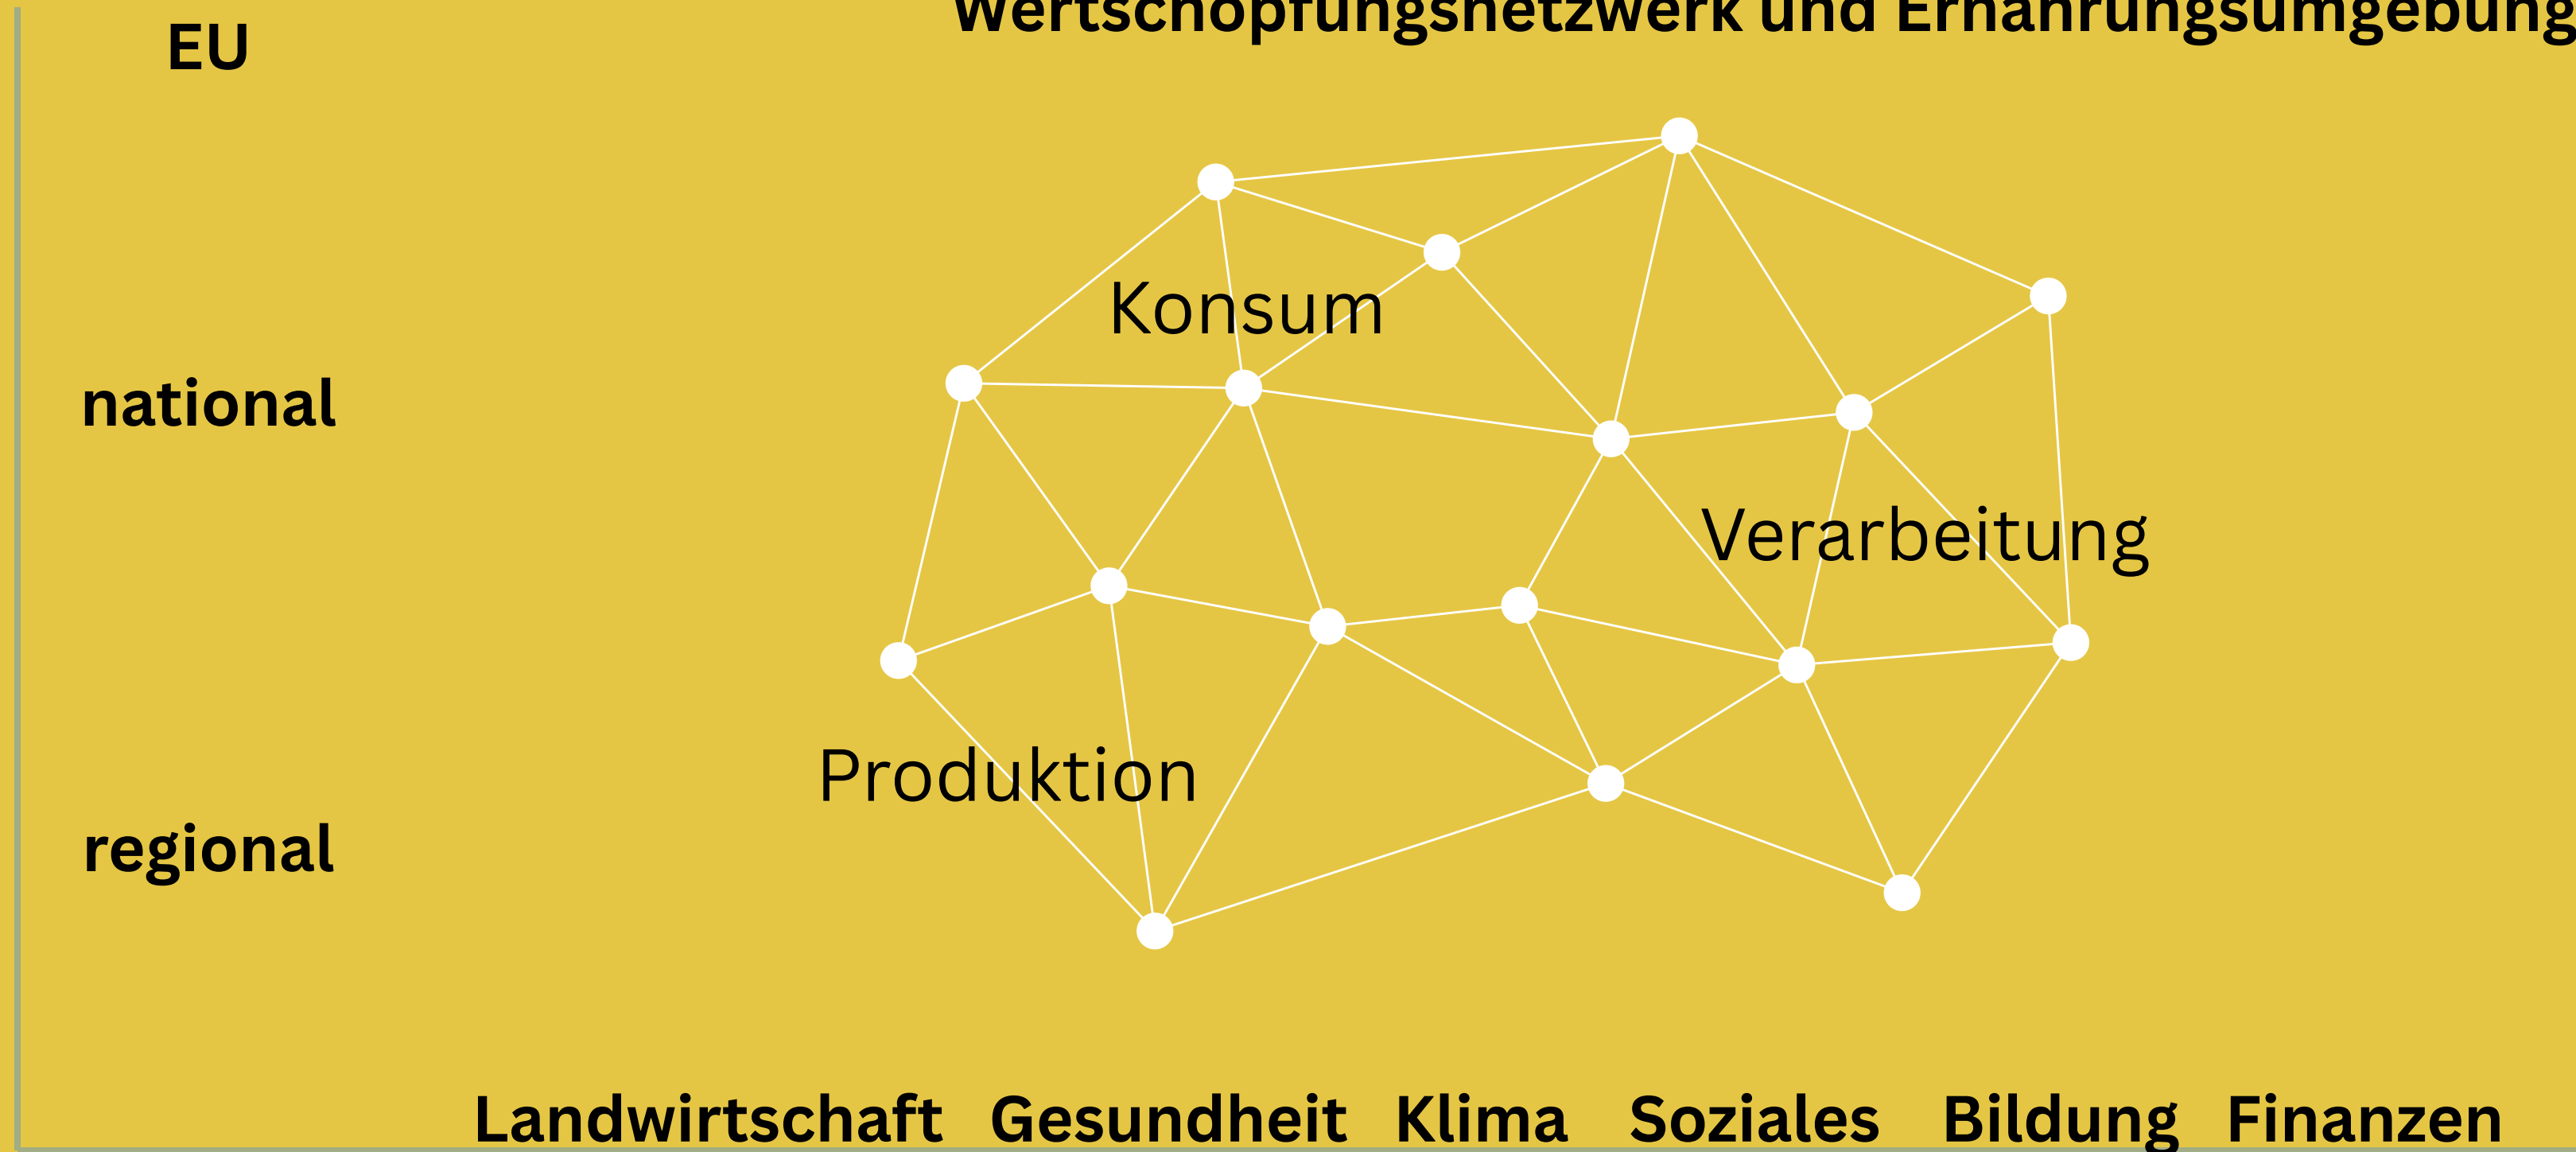 Wertschöpfungsnetzwerk und Ernährungsumgebung
EU
Konsum
national
Verarbeitung
Produktion
regional
Landwirtschaft Gesundheit Klima Soziales Bildung Finanzen